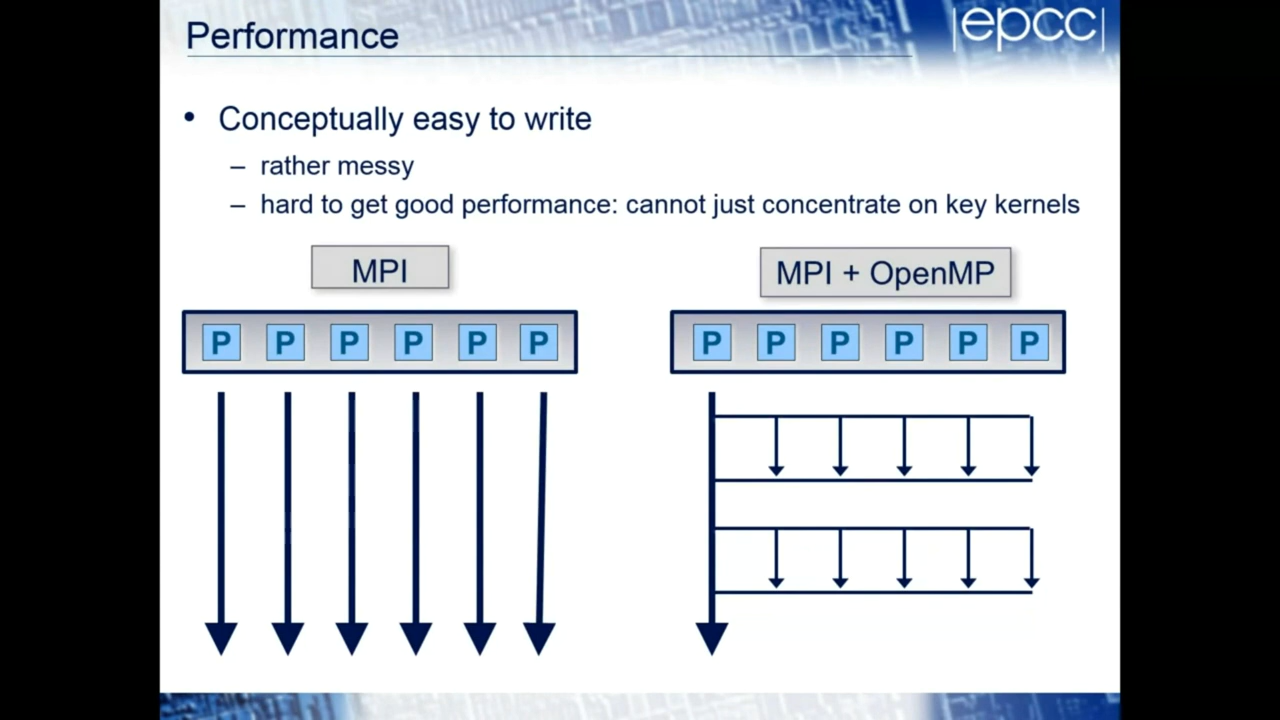 Performance
|epcc|
• Conceptually easy to write
– rather messy
– hard to get good performance: cannot just concentrate on key kernels
MPI
MPI + OpenMP
P P P P P P
P P P P P P